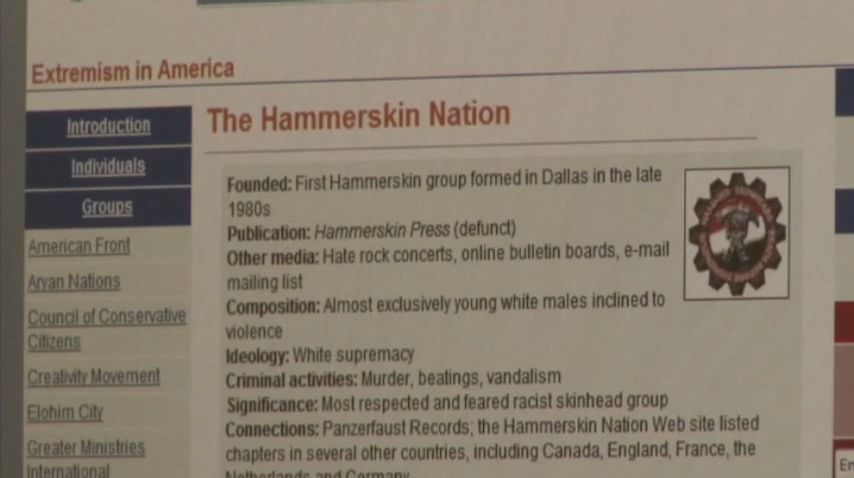 Extremism in America
Introduction
Individuals
Groups
American Front
Aryan Nations
Council of Conservative
Citizens
Creativity Movement
Elohim City
Greater Ministries
International
The Hammerskin Nation
Founded: First Hammerskin group formed in Dallas in the late
1980s
Publication: Hammerskin Press (defunct)
Other media: Hate rock concerts, online bulletin boards, e-mail
mailing list
Composition: Almost exclusively young white males inclined to
violence
Ideology: White supremacy
Criminal activities: Murder, beatings, vandalism
Significance: Most respected and feared racist skinhead group
Connections: Panzerfaust Records; the Hammerskin Nation Web site listed
chapters in several other countries, including Canada, England, France, the
Netherlands and Germany